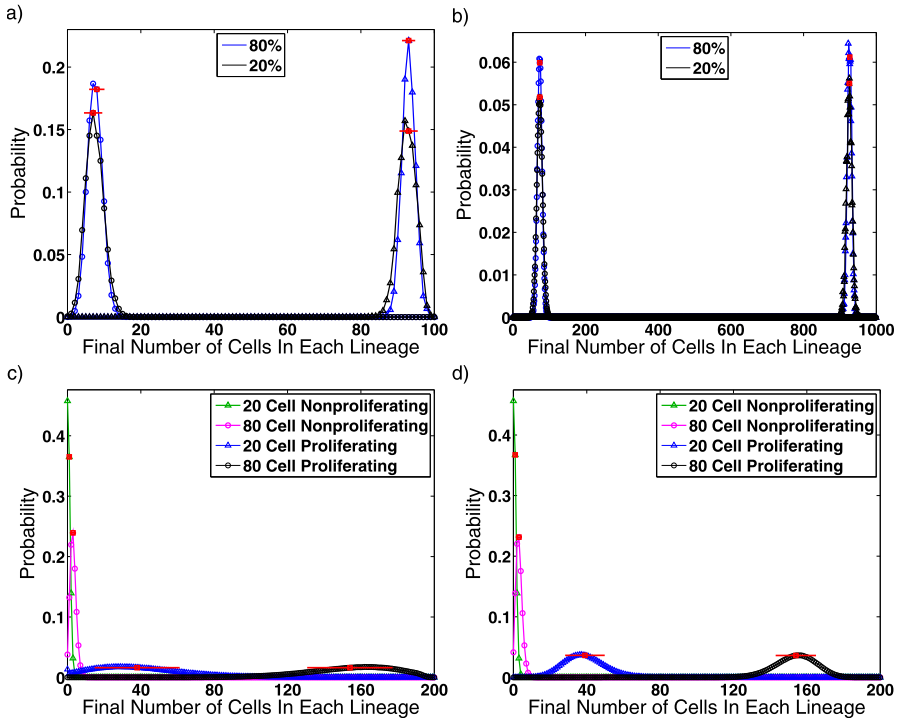 a)
80%
20%
Probability
0.2
0.15
0.1
0.05
0
0 20 40 60 80 100
Final Number of Cells In Each Lineage
b)
80%
20%
Probability
0.06
0.05
0.04
0.03
0.02
0.01
0
0 200 400 600 800 1000
Final Number of Cells In Each Lineage
c)
20 Cell Nonproliferating
80 Cell Nonproliferating
20 Cell Proliferating
80 Cell Proliferating
Probability
0.4
0.3
0.2
0.1
0
0 40 80 120 160 200
Final Number of Cells In Each Lineage
d)
20 Cell Nonproliferating
80 Cell Nonproliferating
20 Cell Proliferating
80 Cell Proliferating
Probability
0.4
0.3
0.2
0.1
0
0 40 80 120 160 200
Final Number of Cells In Each Lineage